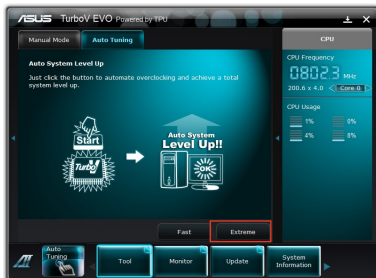 ASUS TurboV EVO Powered by TPU
Manual Mode
Auto Tuning
Auto System Level Up
Just click the button to automate overclocking and achieve a total
system level up.
Start
Turbo
Auto System
Level Up!!
OK
Fast
Extreme
CPU
CPU Frequency
0802.3 MHz
200.6 x 4.0
Core 0
CPU Usage
1%
0%
4%
8%
Auto
Tuning
Tool
Monitor
Update
System
Information